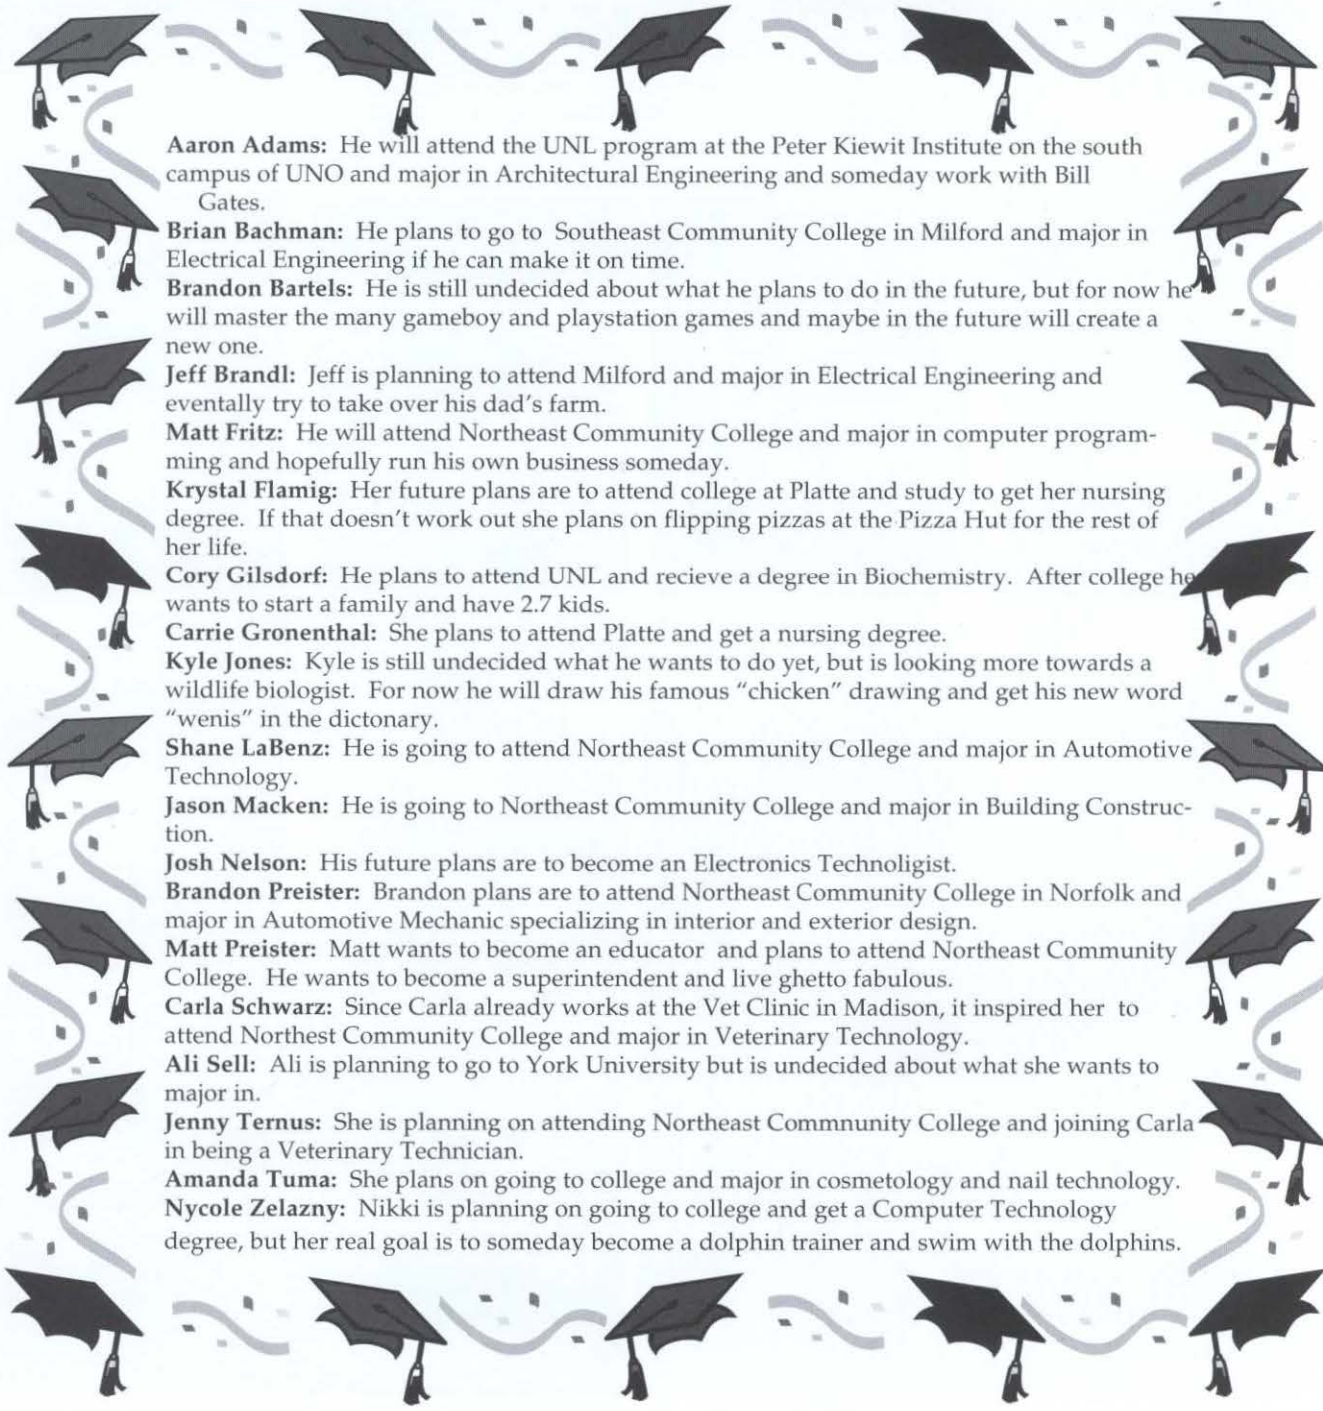 Aaron Adams: He will attend the UNL program at the Peter Kiewit Institute on the south
campus of UNO and major in Architectural Engineering and someday work with Bill
Gates.
Brian Bachman: He plans to go to Southeast Community College in Milford and major in
Electrical Engineering if he can make it on time.
Brandon Bartels: He is still undecided about what he plans to do in the future, but for now he
will master the many gameboy and playstation games and maybe in the future will create a
new one.
Jeff Brandl: Jeff is planning to attend Milford and major in Electrical Engineering and
eventally try to take over his dad's farm.
Matt Fritz: He will attend Northeast Community College and major in computer program-
ming and hopefully run his own business someday.
Krystal Flamig: Her future plans are to attend college at Platte and study to get her nursing
degree. If that doesn't work out she plans on flipping pizzas at the Pizza Hut for the rest of
her life.
Cory Gilsdorf: He plans to attend UNL and recieve a degree in Biochemistry. After college he
wants to start a family and have 2.7 kids.
Carrie Gronenthal: She plans to attend Platte and get a nursing degree.
Kyle Jones: Kyle is still undecided what he wants to do yet, but is looking more towards a
wildlife biologist. For now he will draw his famous "chicken" drawing and get his new word
"wenis" in the dictonary.
Shane LaBenz: He is going to attend Northeast Community College and major in Automotive
Technology.
Jason Macken: He is going to Northeast Community College and major in Building Construc-
tion.
Josh Nelson: His future plans are to become an Electronics Technoligist.
Brandon Preister: Brandon plans are to attend Northeast Community College in Norfolk and
major in Automotive Mechanic specializing in interior and exterior design.
Matt Preister: Matt wants to become an educator and plans to attend Northeast Community
College. He wants to become a superintendent and live ghetto fabulous.
Carla Schwarz: Since Carla already works at the Vet Clinic in Madison, it inspired her to
attend Northest Community College and major in Veterinary Technology.
Ali Sell: Ali is planning to go to York University but is undecided about what she wants to
major in.
Jenny Ternus: She is planning on attending Northeast Commnunity College and joining Carla
in being a Veterinary Technician.
Amanda Tuma: She plans on going to college and major in cosmetology and nail technology.
Nycole Zelazny: Nikki is planning on going to college and get a Computer Technology
degree, but her real goal is to someday become a dolphin trainer and swim with the dolphins.